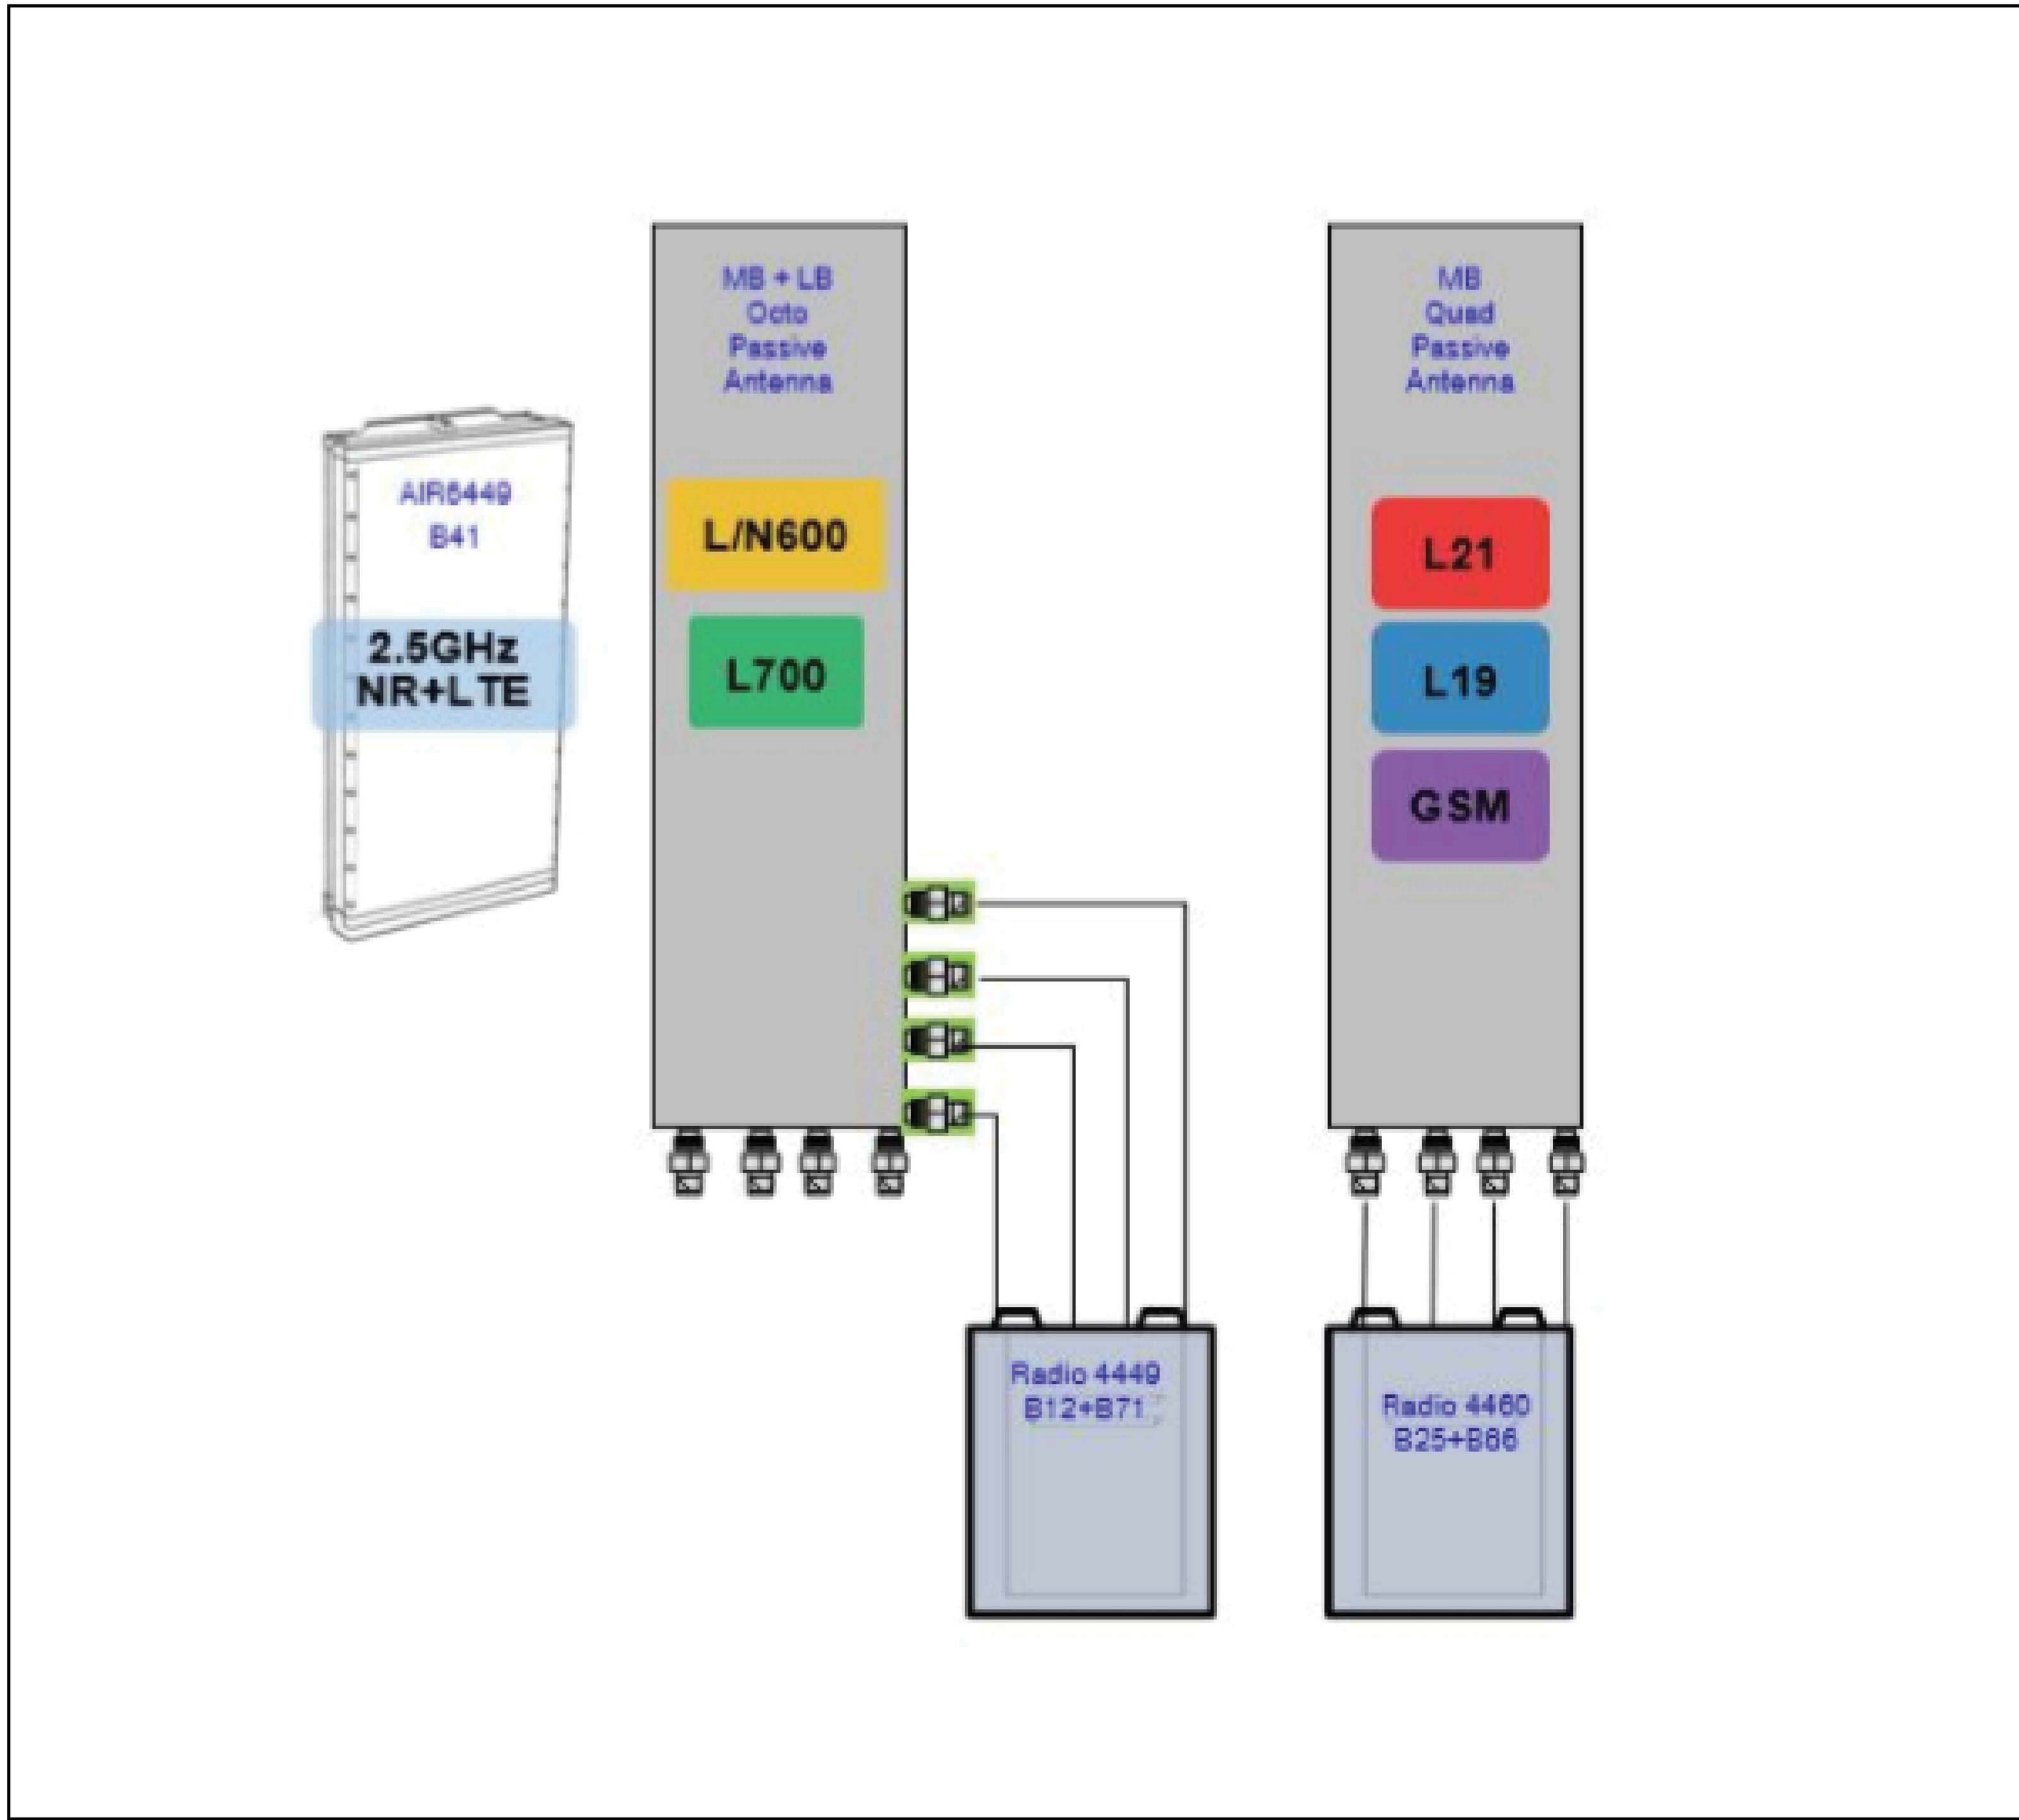 MB + LB
Octo
Passive
Antenna
MB
Quad
Passive
Antenna
AIR6449
B41
L/N600
L21
2.5GHz
NR+LTE
L700
L19
GSM
Radio 4449
B12+B71
Radio 4460
B25+B66